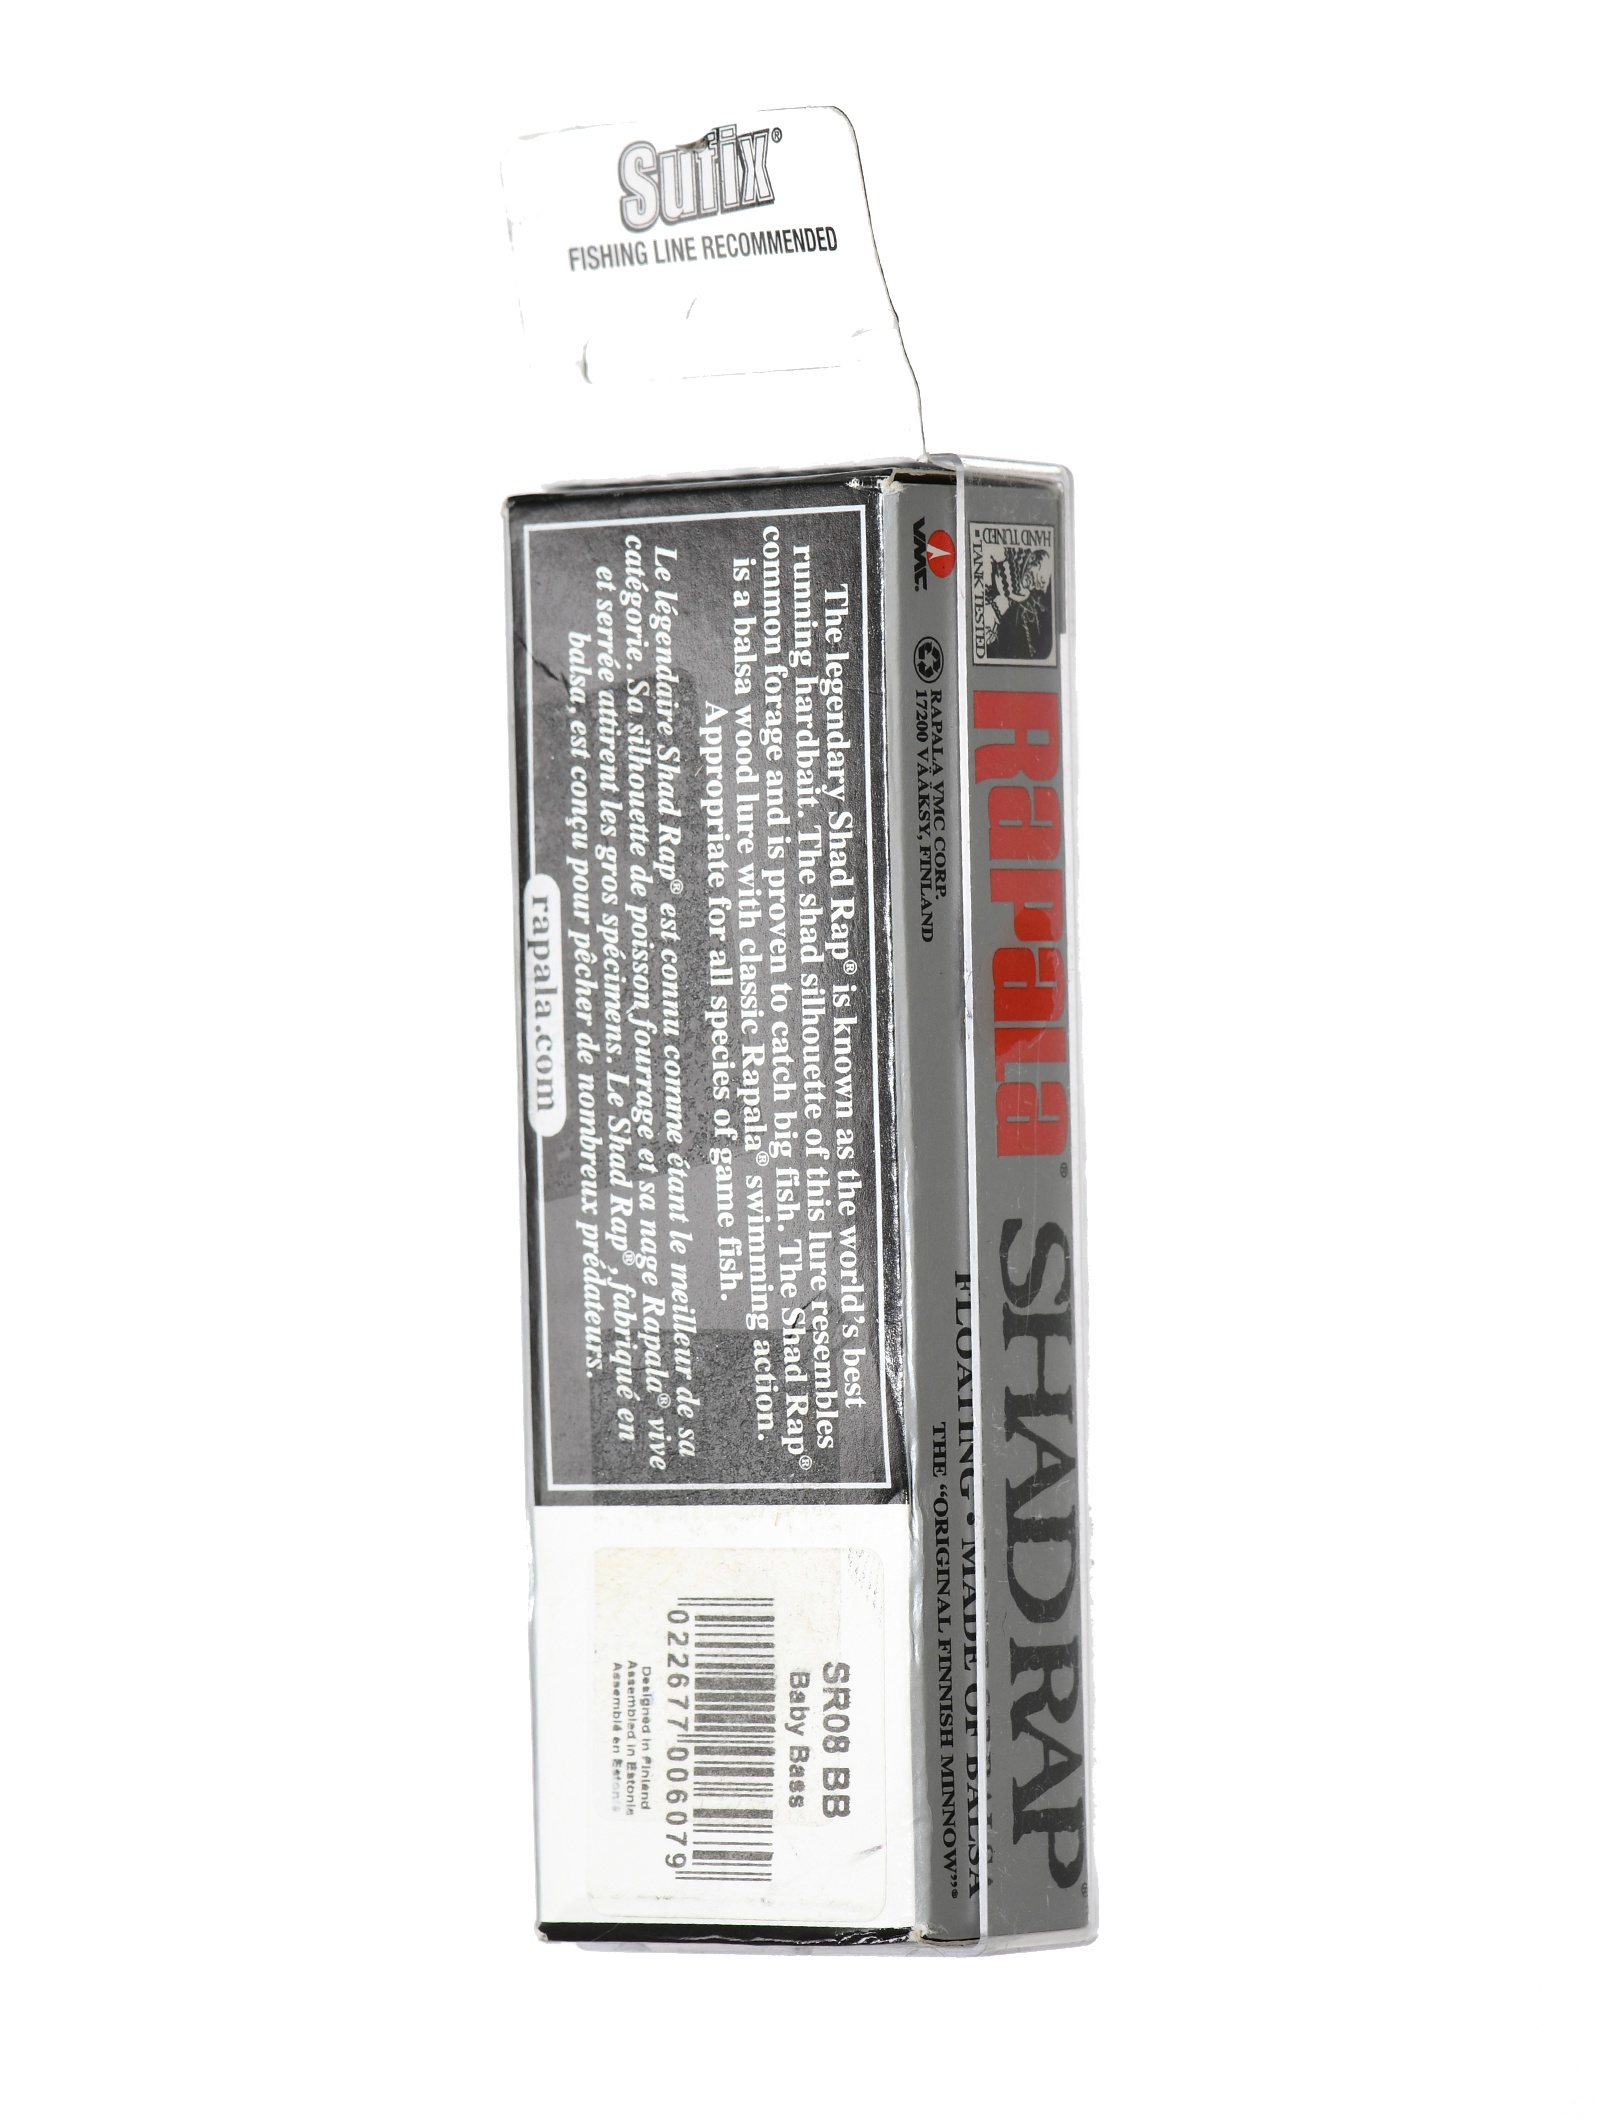 Sufix®
FISHING LINE RECOMMENDED
The legendary Shad Rap® is known as the world's best
running hardbait. The shad silhouette of this lure resembles
common forage and is proven to catch big fish. The Shad Rap®
is a balsa wood lure with classic Rapala® swimming action.
Appropriate for all species of game fish.
Le légendaire Shad Rap® est connu comme étant le meilleur de sa
catégorie. Sa silhouette de poisson fourrage et sa nage Rapala® vive
et serrée attirent les gros spécimens. Le Shad Rap®, fabriqué en
balsa, est conçu pour pêcher de nombreux prédateurs.
rapala.com
SR08 BB
Baby Bass
022677006079
Designed in Finland
Assembled in Estonia
Assemblé en Estonie
VMC.
RAPALA VMC CORP.
17200 VÄÄKSY, FINLAND
HAND TUNED
TANK TESTED
Rapala®
SHAD RAP®
FLOATING • MADE OF BALSA
THE "ORIGINAL FINNISH MINNOW"®